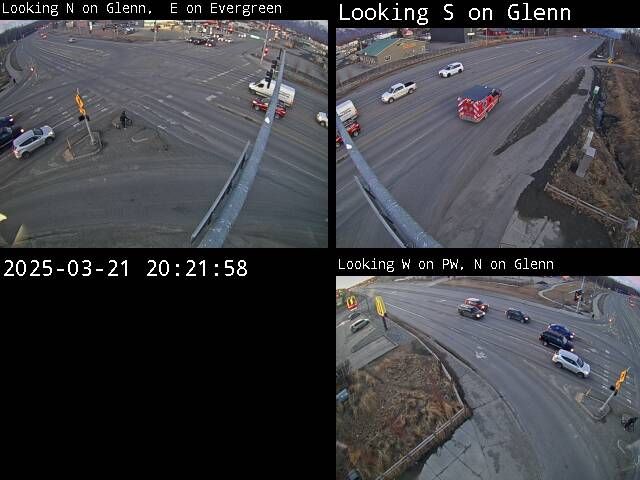 Looking N on Glenn, E on Evergreen
Looking S on Glenn
2025-03-21 20:21:58
Looking W on PW, N on Glenn